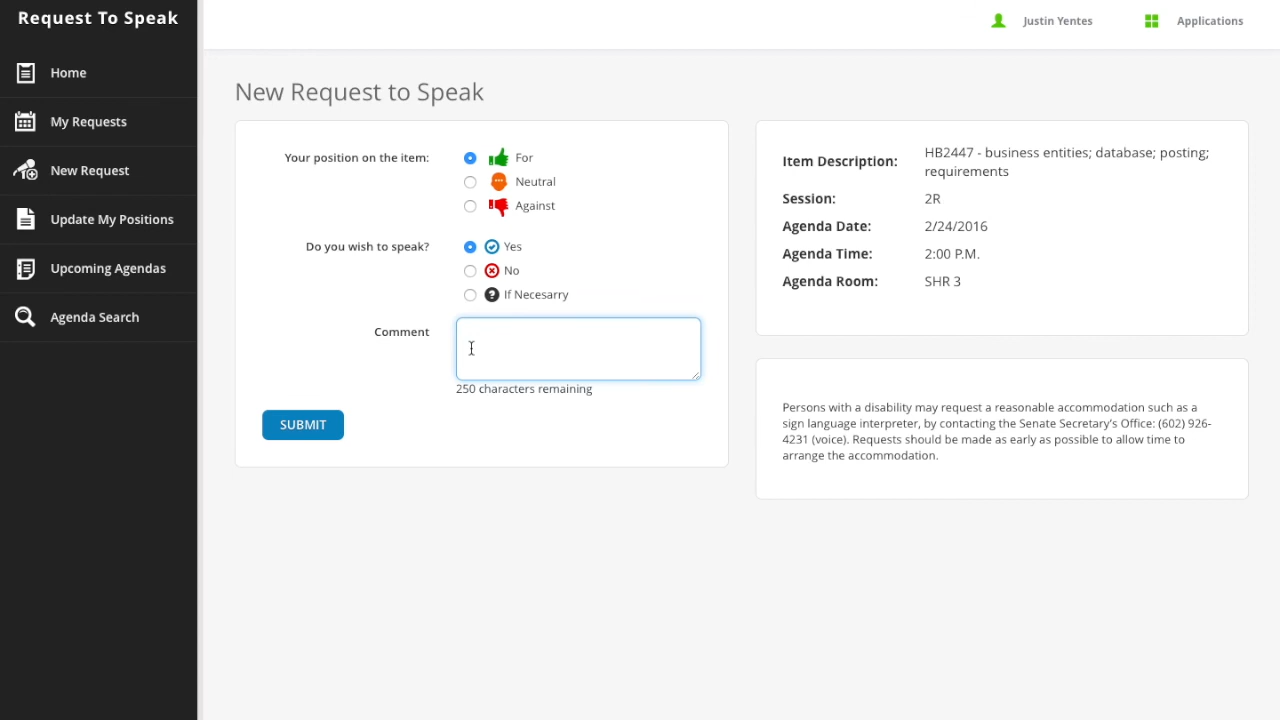 Request To Speak
Home
My Requests
New Request
Update My Positions
Upcoming Agendas
Agenda Search
Justin Yentes
Applications
New Request to Speak
Your position on the item:
For
Neutral
Against
Do you wish to speak?
Yes
No
If Necesarry
Comment
250 characters remaining
SUBMIT
Item Description:
HB2447 - business entities; database; posting;
requirements
Session:
2R
Agenda Date:
2/24/2016
Agenda Time:
2:00 P.M.
Agenda Room:
SHR 3
Persons with a disability may request a reasonable accommodation such as a
sign language interpreter, by contacting the Senate Secretary's Office: (602) 926-
4231 (voice). Requests should be made as early as possible to allow time to
arrange the accommodation.